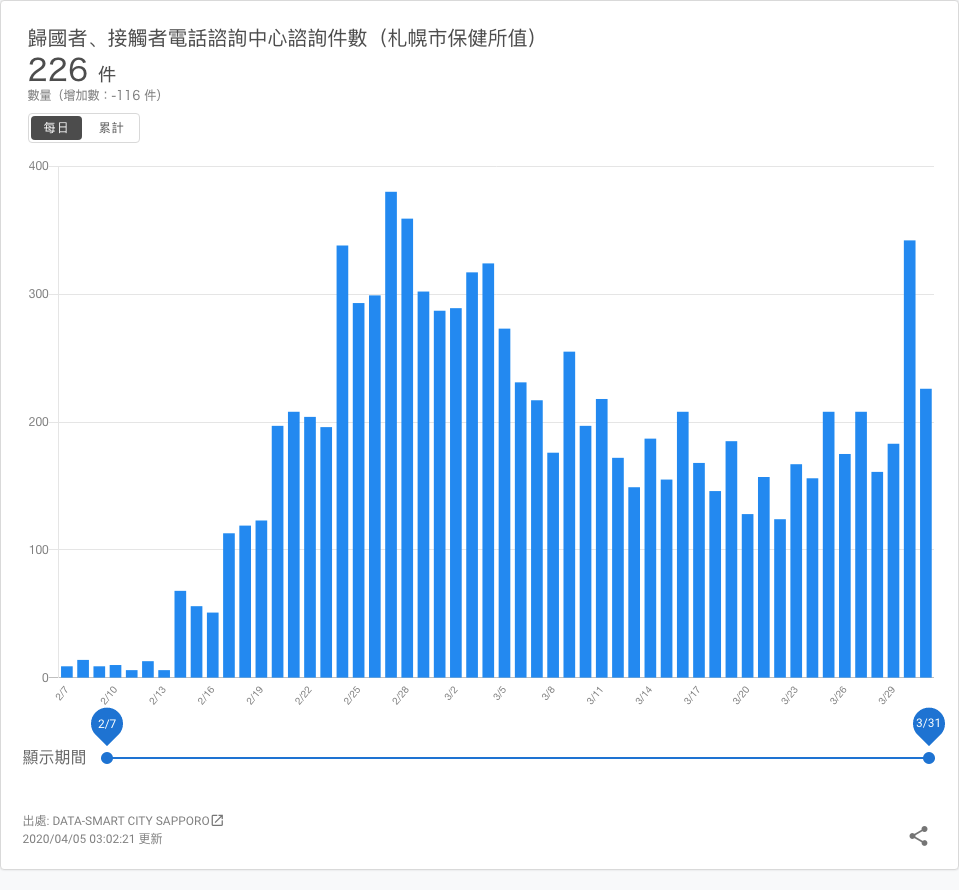 歸國者、接觸者電話諮詢中心諮詢件數（札幌市保健所值）
226 件
數量（增加數：-116 件）
每日 累計
400
300
200
100
0
2/7 2/10 2/13 2/16 2/19 2/22 2/25 2/28 3/2 3/5 3/8 3/11 3/14 3/17 3/20 3/23 3/26 3/29
2/7 3/31
顯示期間
出處: DATA-SMART CITY SAPPORO
2020/04/05 03:02:21 更新